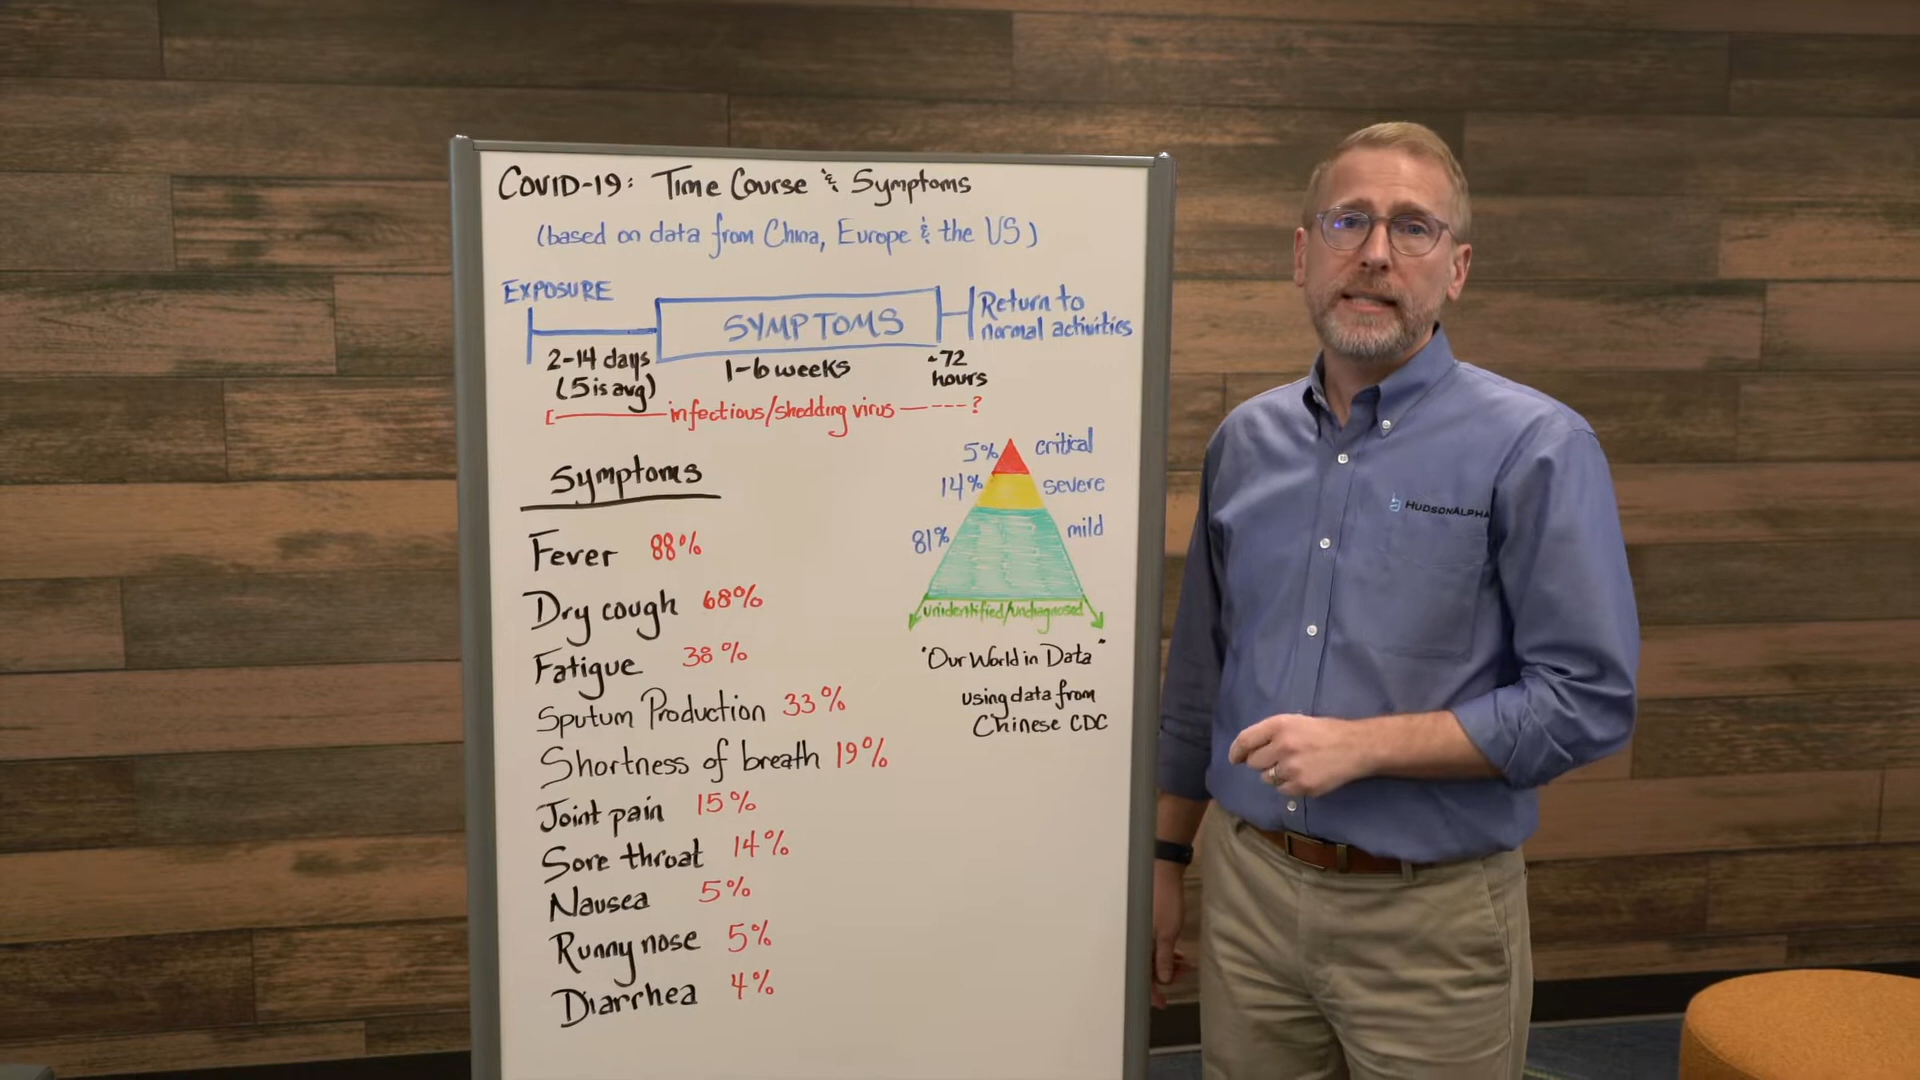 COVID-19: Time Course & Symptoms
(based on data from China, Europe & the US)
EXPOSURE
SYMPTOMS
Return to
normal activities
2-14 days
(5 is avg)
1-6 weeks
~72
hours
infectious/shedding virus ?
Symptoms
Fever 88%
Dry cough 68%
Fatigue 38%
Sputum Production 33%
Shortness of breath 19%
Joint pain 15%
Sore throat 14%
Nausea 5%
Runny nose 5%
Diarrhea 4%
5% critical
14% severe
81% mild
unidentified/undiagnosed
"Our World in Data"
using data from
Chinese CDC
HUDSONALPHA